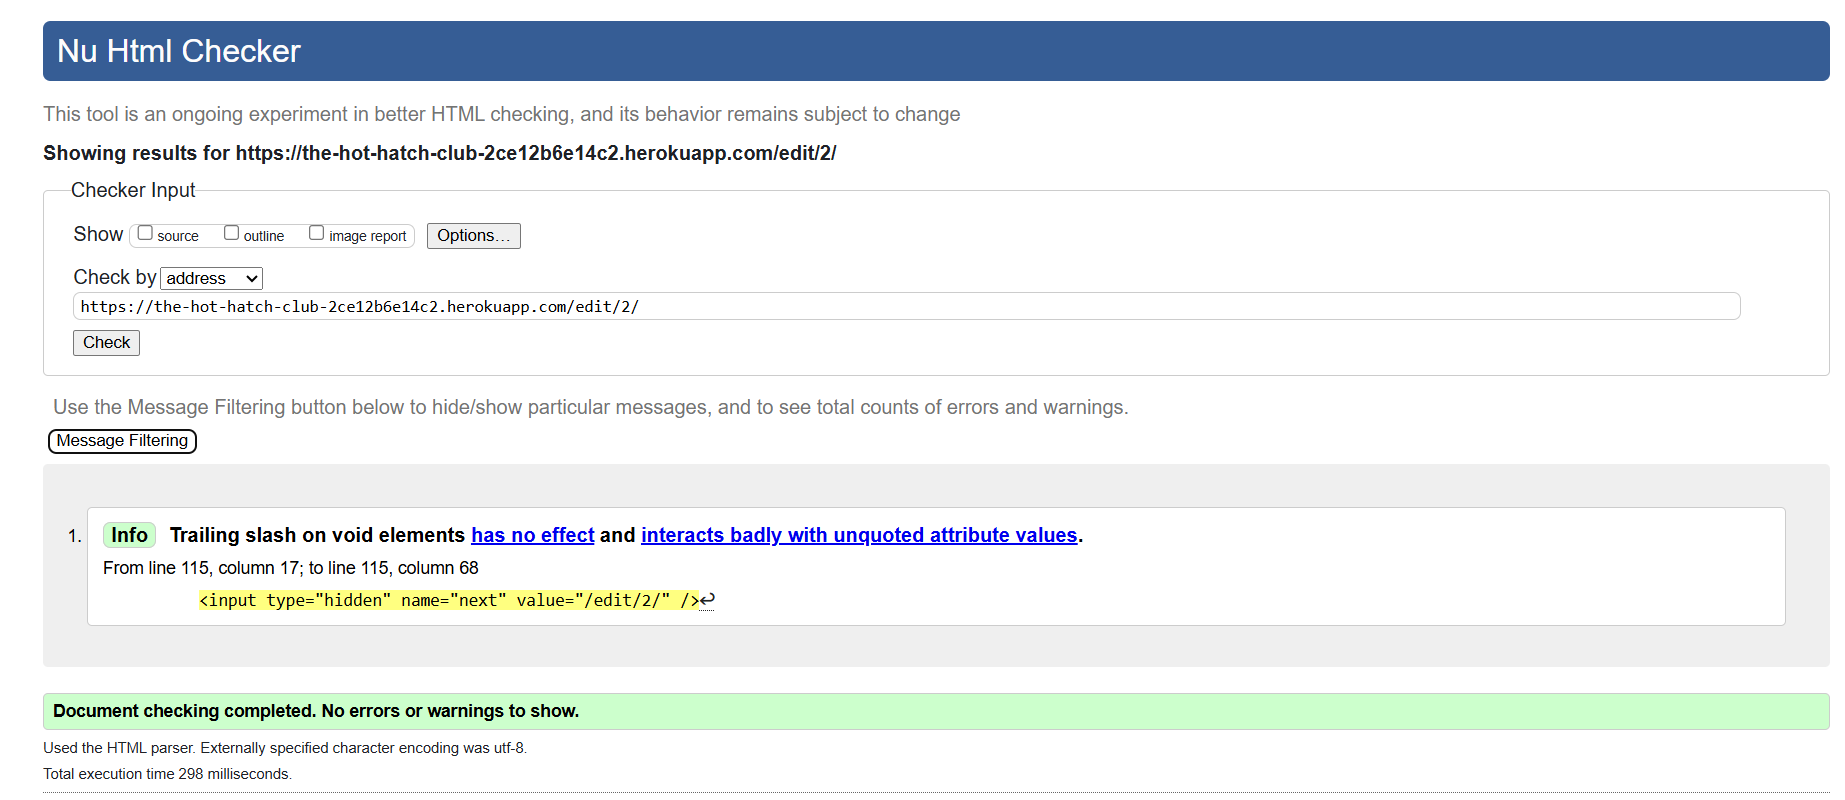 Nu Html Checker
This tool is an ongoing experiment in better HTML checking, and its behavior remains subject to change
Showing results for https://the-hot-hatch-club-2ce12b6e14c2.herokuapp.com/edit/2/
Checker Input
Show source outline image report Options...
Check by address
https://the-hot-hatch-club-2ce12b6e14c2.herokuapp.com/edit/2/
Check
Use the Message Filtering button below to hide/show particular messages, and to see total counts of errors and warnings.
Message Filtering
1. Info Trailing slash on void elements has no effect and interacts badly with unquoted attribute values.
From line 115, column 17; to line 115, column 68
<input type="hidden" name="next" value="/edit/2/" />↩
Document checking completed. No errors or warnings to show.
Used the HTML parser. Externally specified character encoding was utf-8.
Total execution time 298 milliseconds.